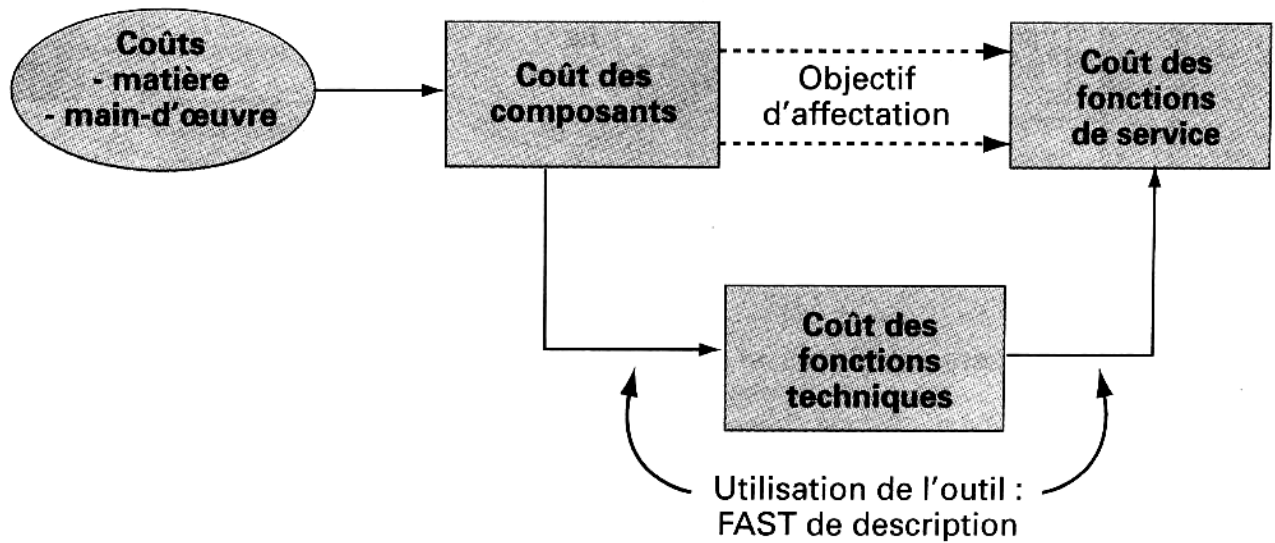 Coûts
- matière
- main-d'œuvre
Coût des
composants
Objectif
d'affectation
Coût des
fonctions
de service
Coût des
fonctions
techniques
Utilisation de l'outil :
FAST de description